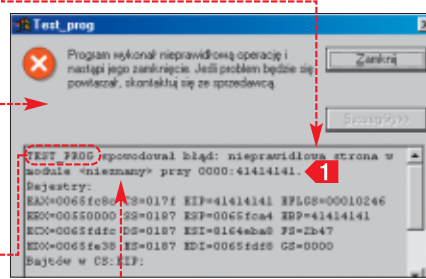 Test_prog
Program wykonał nieprawidłową operację i
nastąpi jego zamknięcie. Jeśli problem będzie się
powtarzał, skontaktuj się ze sprzedawcą.
Zamknij
Szczegóły>>
TEST_PROG spowodował błąd: nieprawidłowa strona w
module <nieznany> przy 0000:41414141.
1
Rejestry:
EAX=0065fc8c CS=017f EIP=41414141 EFLGS=00010246
EBX=00550000 SS=0187 ESP=0065fca4 EBP=41414141
ECX=0065fdfc DS=0187 ESI=8164eba8 FS=2b47
EDX=0065fe38 ES=0187 EDI=0065fdf8 GS=0000
Bajtów w CS:EIP: